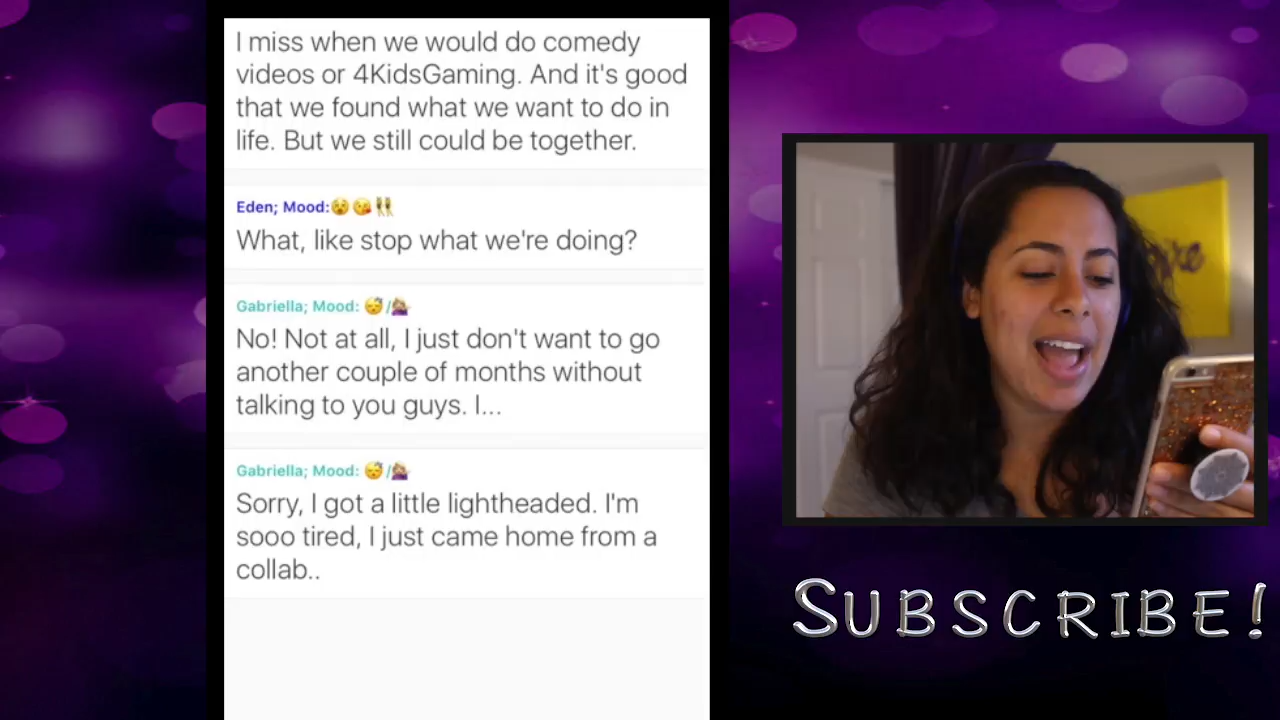 I miss when we would do comedy
videos or 4KidsGaming. And it's good
that we found what we want to do in
life. But we still could be together.
Eden; Mood:😵😘👯
What, like stop what we're doing?
Gabriella; Mood: 😴/💇🏼
No! Not at all, I just don't want to go
another couple of months without
talking to you guys. I...
Gabriella; Mood: 😴/💇🏼
Sorry, I got a little lightheaded. I'm
sooo tired, I just came home from a
collab..
SUBSCRIBE!